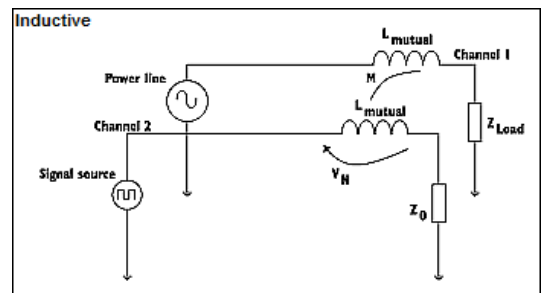 Inductive
L mutual
Channel 1
Power line
M
L mutual
Z Load
Channel 2
V N
Signal source
Z 0